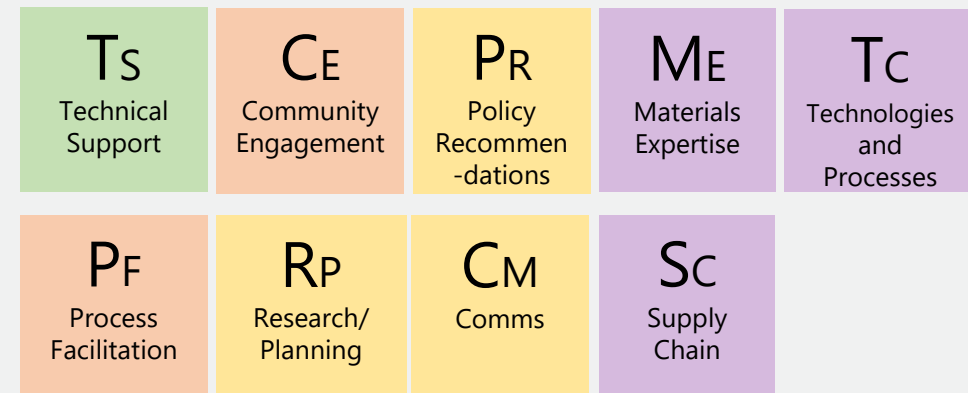 TS
Technical
Support
CE
Community
Engagement
PR
Policy
Recommen
-dations
ME
Materials
Expertise
TC
Technologies
and
Processes
PF
Process
Facilitation
RP
Research/
Planning
CM
Comms
SC
Supply
Chain